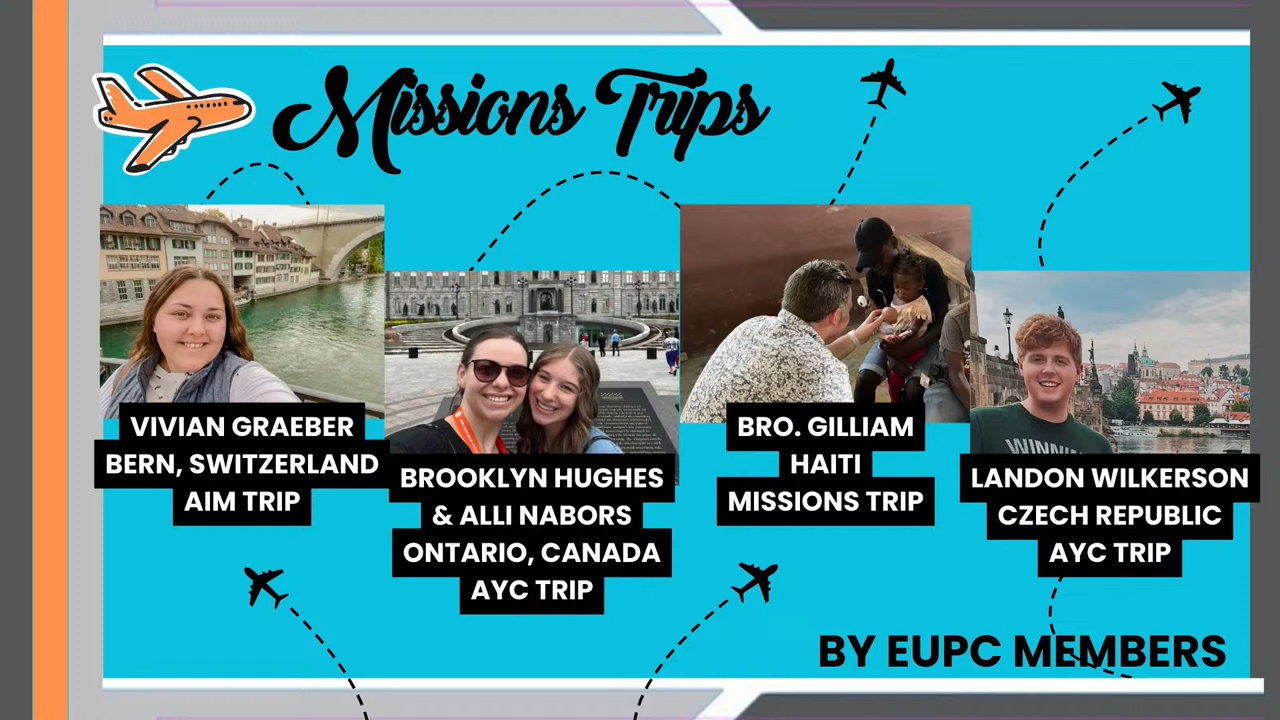 Missions Trips
VIVIAN GRAEBER
BERN, SWITZERLAND
AIM TRIP
BROOKLYN HUGHES
& ALLI NABORS
ONTARIO, CANADA
AYC TRIP
BRO. GILLIAM
HAITI
MISSIONS TRIP
WINNIN
LANDON WILKERSON
CZECH REPUBLIC
AYC TRIP
BY EUPC MEMBERS